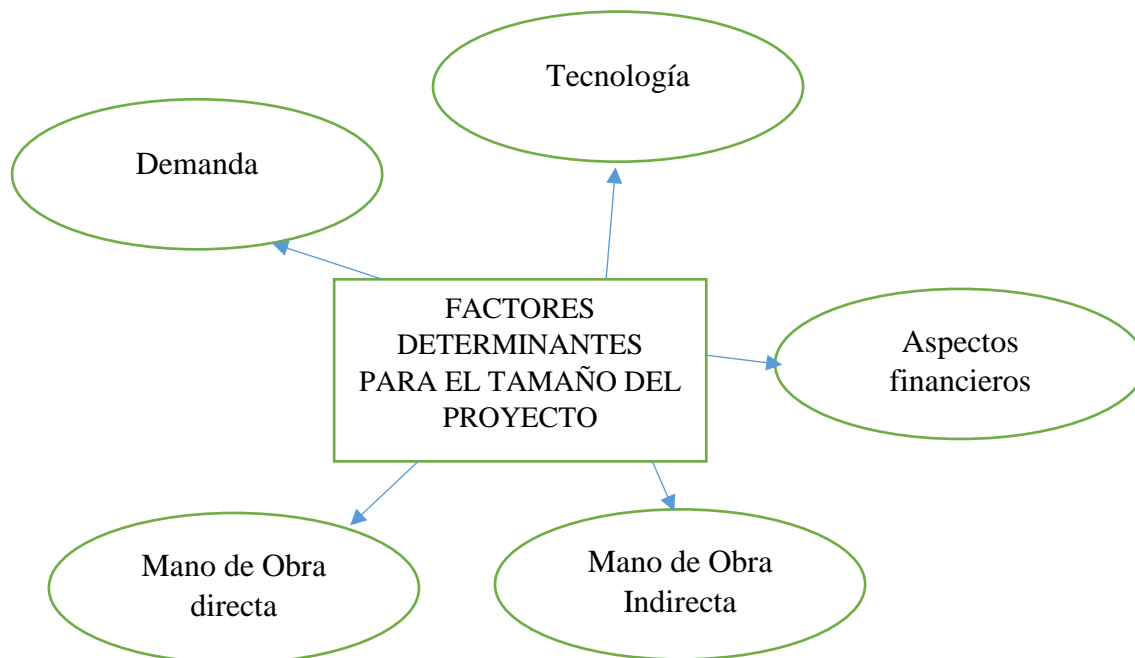 Tecnología
Demanda
FACTORES
DETERMINANTES
PARA EL TAMAÑO DEL
PROYECTO
Aspectos
financieros
Mano de Obra
directa
Mano de Obra
Indirecta